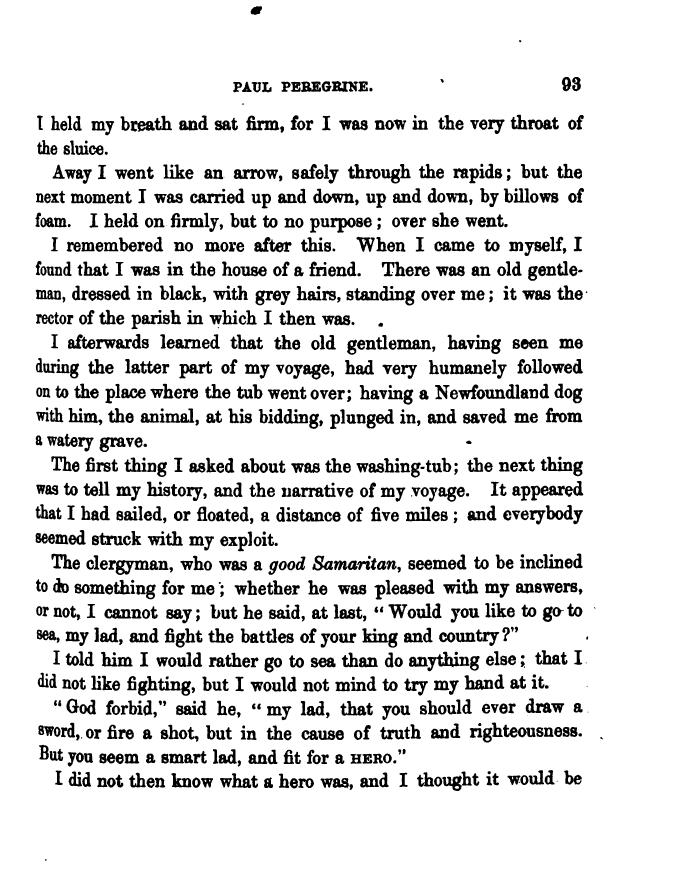 PAUL PEREGRINE. 93
I held my breath and sat firm, for I was now in the very throat of
the sluice.
Away I went like an arrow, safely through the rapids; but the
next moment I was carried up and down, up and down, by billows of
foam. I held on firmly, but to no purpose; over she went.
I remembered no more after this. When I came to myself, I
found that I was in the house of a friend. There was an old gentle-
man, dressed in black, with grey hairs, standing over me; it was the
rector of the parish in which I then was.
I afterwards learned that the old gentleman, having seen me
during the latter part of my voyage, had very humanely followed
on to the place where the tub went over; having a Newfoundland dog
with him, the animal, at his bidding, plunged in, and saved me from
a watery grave.
The first thing I asked about was the washing-tub; the next thing
was to tell my history, and the narrative of my voyage. It appeared
that I had sailed, or floated, a distance of five miles; and everybody
seemed struck with my exploit.
The clergyman, who was a good Samaritan, seemed to be inclined
to do something for me; whether he was pleased with my answers,
or not, I cannot say; but he said, at last, "Would you like to go to
sea, my lad, and fight the battles of your king and country?"
I told him I would rather go to sea than do anything else; that I
did not like fighting, but I would not mind to try my hand at it.
"God forbid," said he, "my lad, that you should ever draw a
sword, or fire a shot, but in the cause of truth and righteousness.
But you seem a smart lad, and fit for a HERO."
I did not then know what a hero was, and I thought it would be